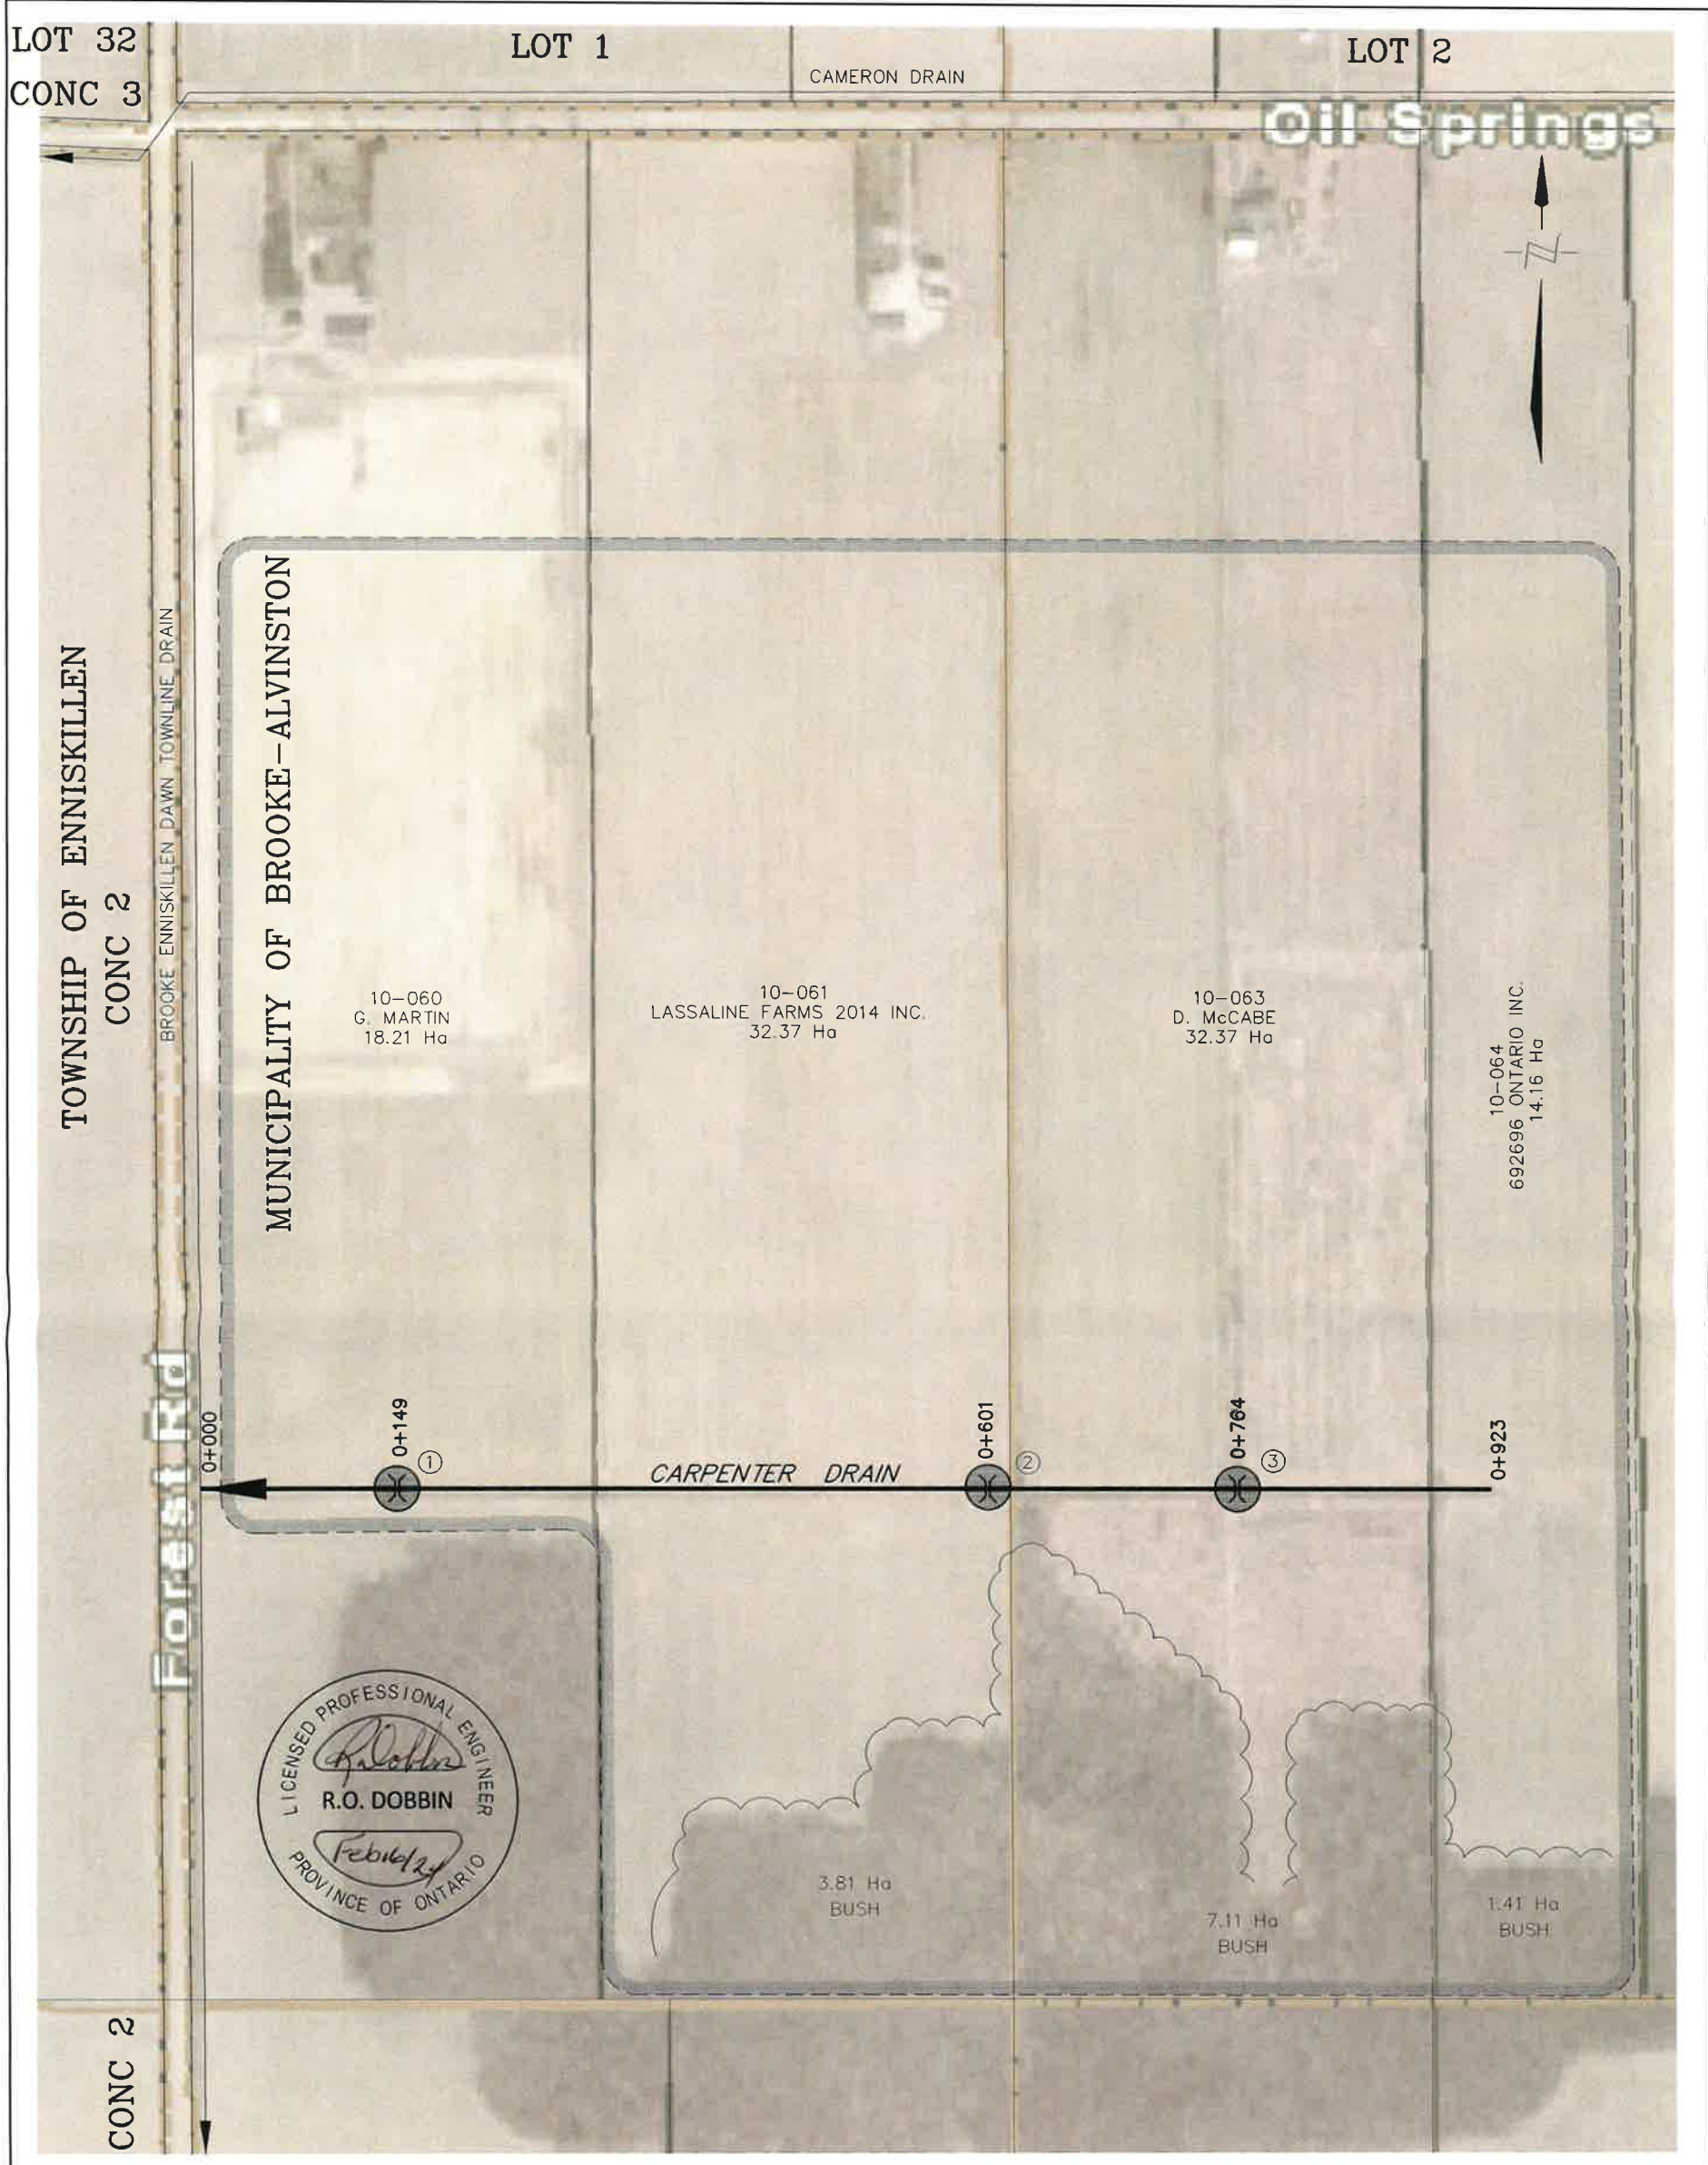 LOT 32
CONC 3
LOT 1
LOT 2
CAMERON DRAIN
Oil Springs
TOWNSHIP OF ENNISKILLEN
CONC 2
BROOKE ENNISKILLEN DAWN TOWNLINE DRAIN
MUNICIPALITY OF BROOKE-ALVINSTON
10-060
G. MARTIN
18.21 Ha
10-061
LASSALINE FARMS 2014 INC.
32.37 Ha
10-063
D. McCABE
32.37 Ha
10-064
692696 ONTARIO INC.
14.16 Ha
Forest Rd
0+000
0+149
1
CARPENTER DRAIN
0+601
2
0+764
3
0+923
LICENSED PROFESSIONAL ENGINEER
R.O. DOBBIN
PROVINCE OF ONTARIO
3.81 Ha
BUSH
7.11 Ha
BUSH
1.41 Ha
BUSH
CONC 2